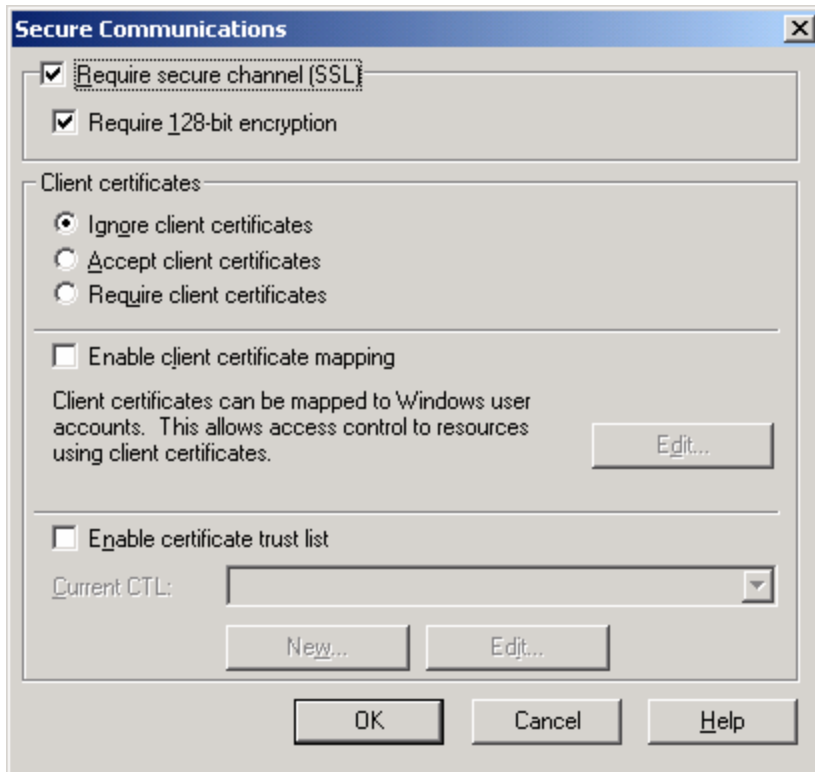 Secure Communications
Require secure channel (SSL)
Require 128-bit encryption
Client certificates
Ignore client certificates
Accept client certificates
Require client certificates
Enable client certificate mapping
Client certificates can be mapped to Windows user
accounts.  This allows access control to resources
using client certificates.
Edit...
Enable certificate trust list
Current CTL:
New...
Edit...
OK
Cancel
Help